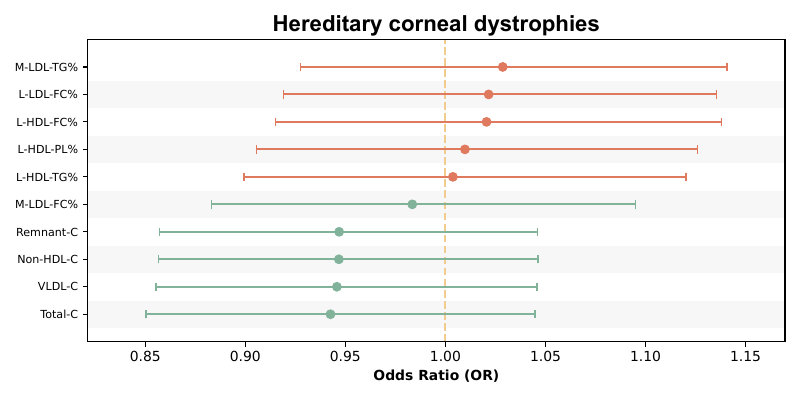 Hereditary corneal dystrophies
M-LDL-TG%
L-LDL-FC%
L-HDL-FC%
L-HDL-PL%
L-HDL-TG%
M-LDL-FC%
Remnant-C
Non-HDL-C
VLDL-C
Total-C
0.85 0.90 0.95 1.00 1.05 1.10 1.15
Odds Ratio (OR)